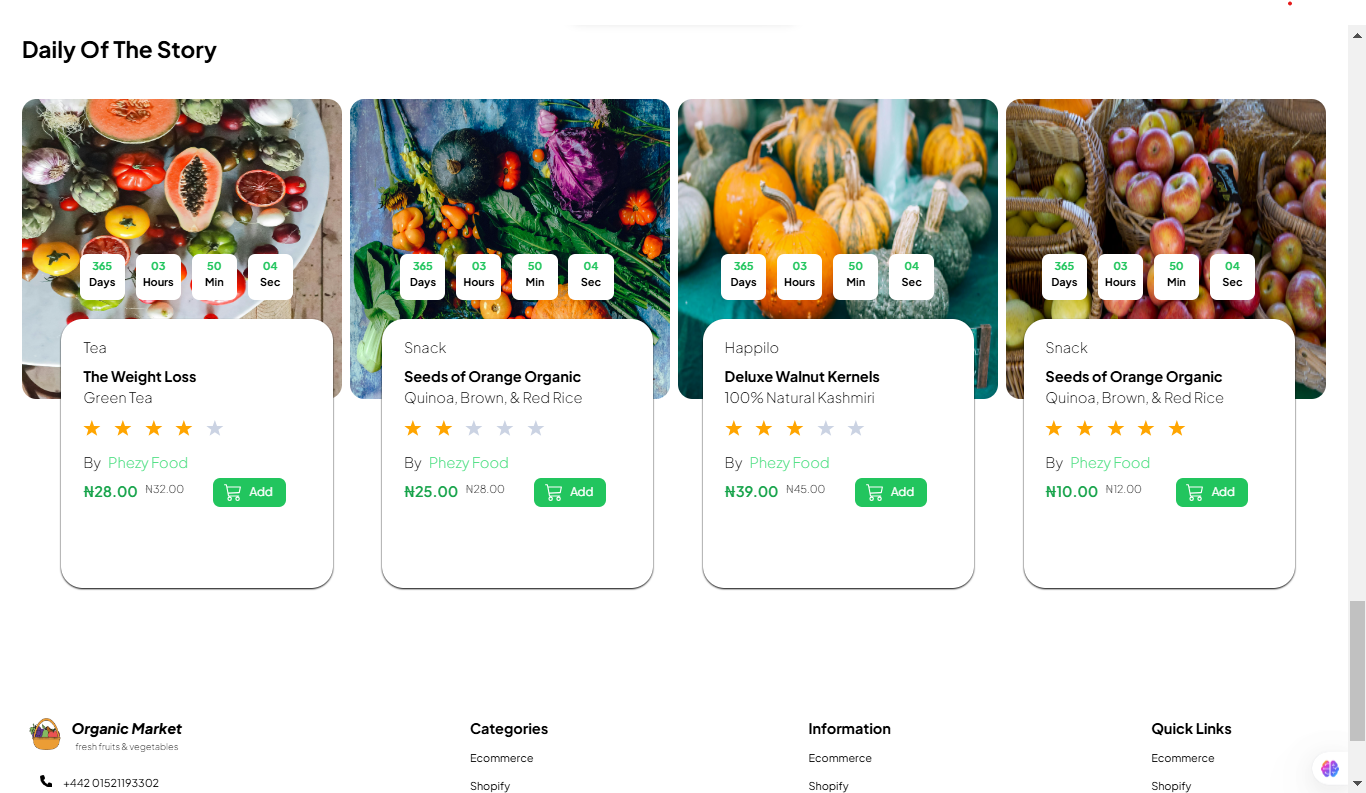 Daily Of The Story
365 03 50 04
Days Hours Min Sec
Tea
The Weight Loss
Green Tea
By Phezy Food
₦28.00 ₦32.00 Add
365 03 50 04
Days Hours Min Sec
Snack
Seeds of Orange Organic
Quinoa, Brown, & Red Rice
By Phezy Food
₦25.00 ₦28.00 Add
365 03 50 04
Days Hours Min Sec
Happilo
Deluxe Walnut Kernels
100% Natural Kashmiri
By Phezy Food
₦39.00 ₦45.00 Add
365 03 50 04
Days Hours Min Sec
Snack
Seeds of Orange Organic
Quinoa, Brown, & Red Rice
By Phezy Food
₦10.00 ₦12.00 Add
Organic Market
fresh fruits & vegetables
+442 01521193302
Categories
Ecommerce
Shopify
Information
Ecommerce
Shopify
Quick Links
Ecommerce
Shopify